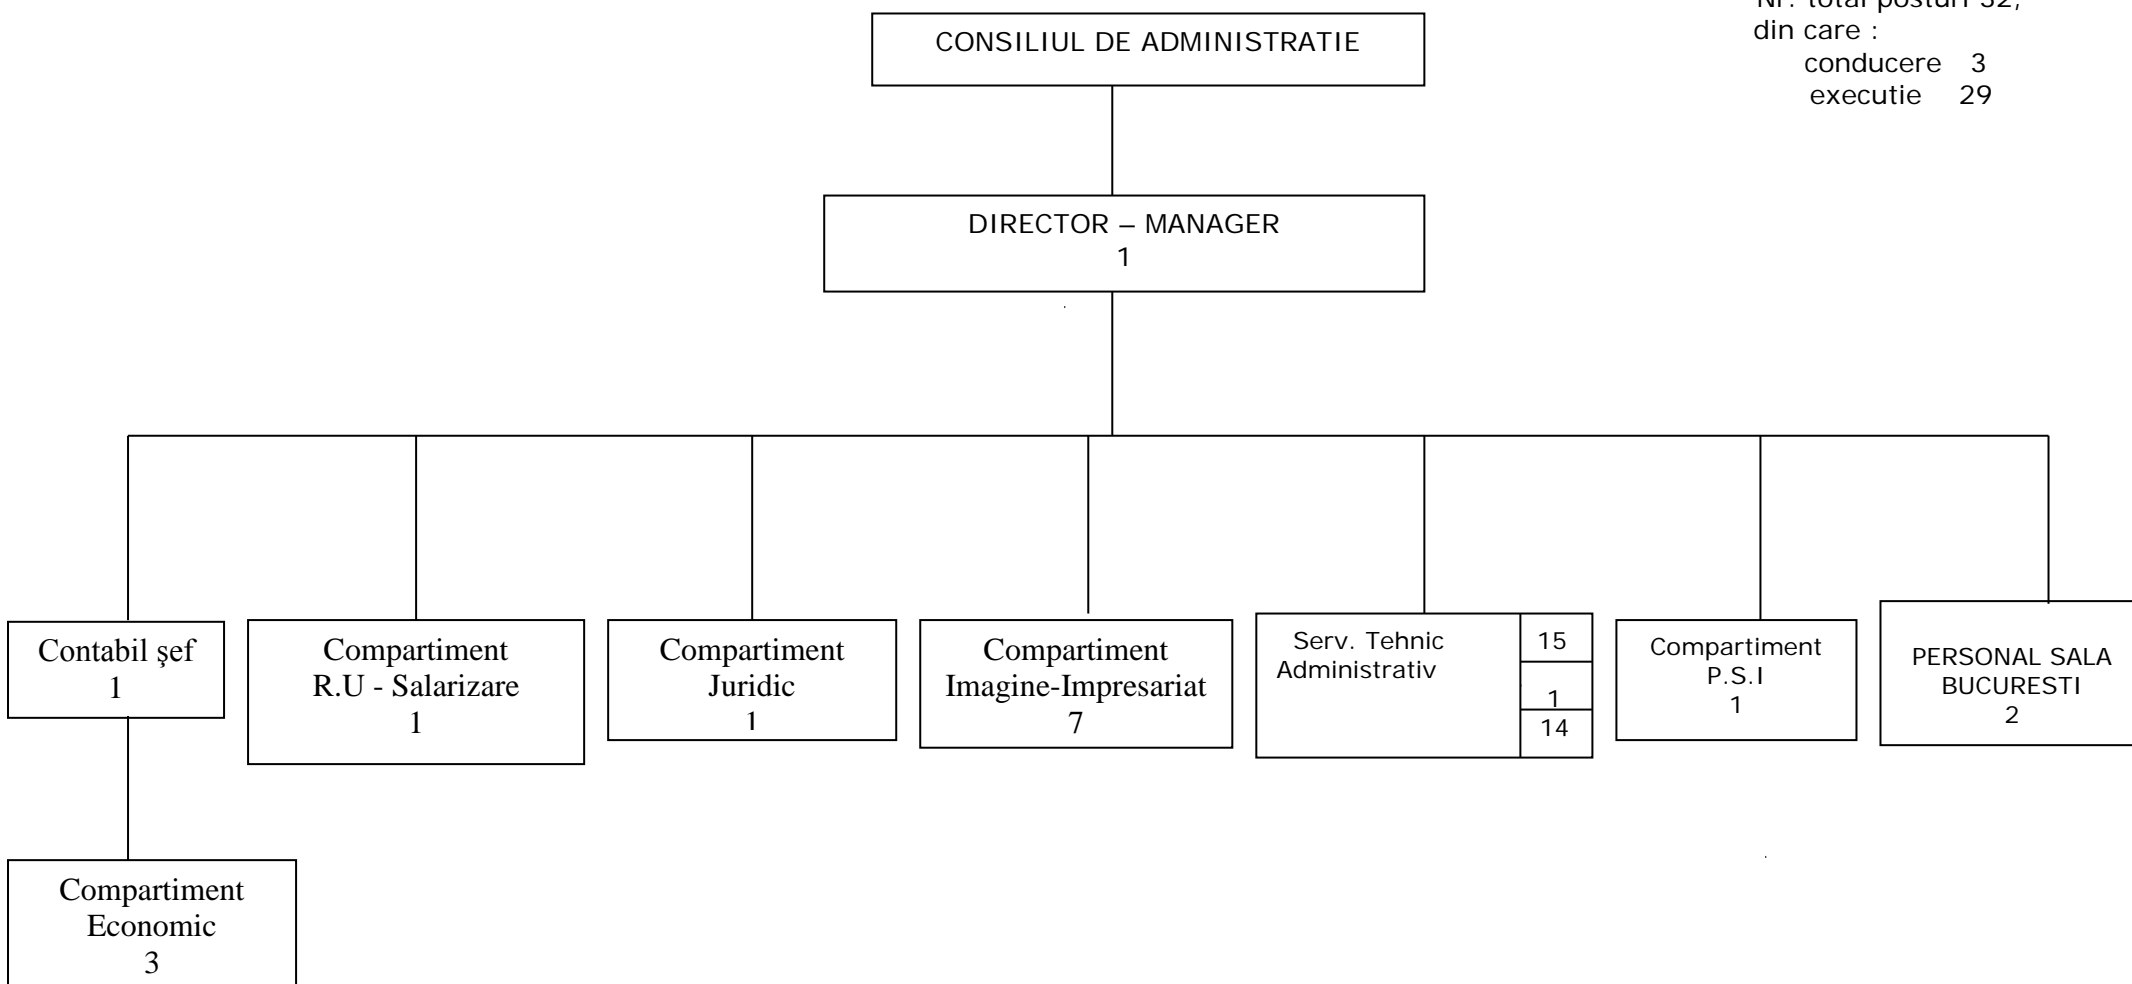 Nr. total posturi 32,
din care :
conducere 3
executie 29
CONSILIUL DE ADMINISTRATIE
DIRECTOR – MANAGER
1
Contabil şef
1
Compartiment
R.U - Salarizare
1
Compartiment
Juridic
1
Compartiment
Imagine-Impresariat
7
Serv. Tehnic
Administrativ
15
1
14
Compartiment
P.S.I
1
PERSONAL SALA
BUCURESTI
2
Compartiment
Economic
3